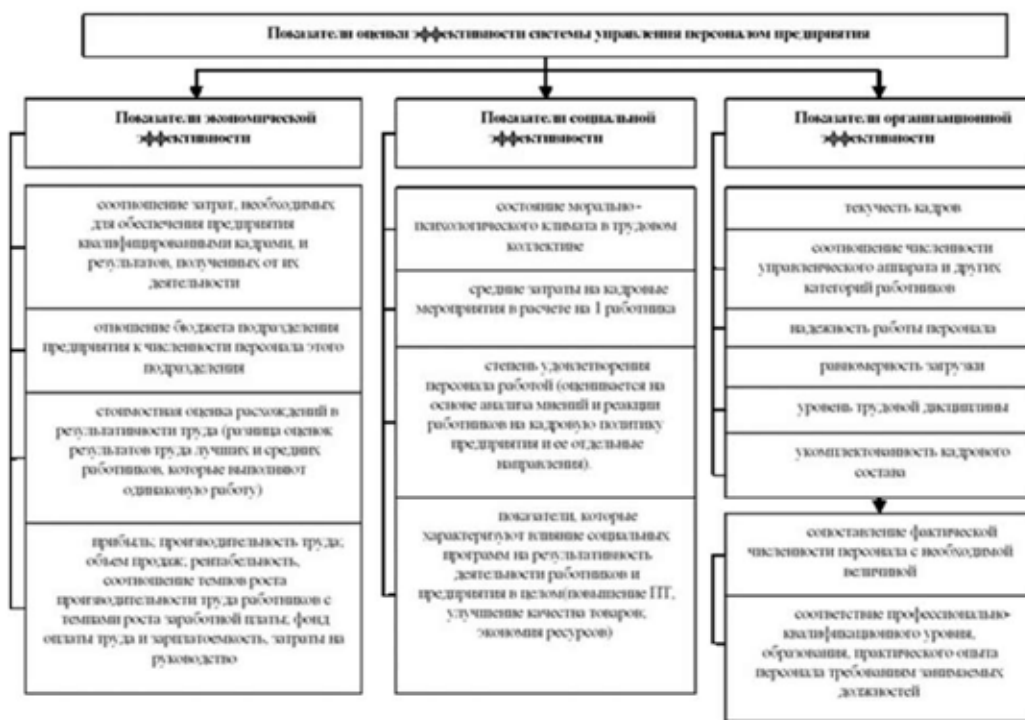 Показатели оценки эффективности системы управления персоналом предприятия
Показатели экономической
эффективности
соотношение затрат, необходимых
для обеспечения предприятия
квалифицированными кадрами, и
результатов, полученных от их
деятельности
отношение бюджета подразделения
предприятия к численности персонала этого
подразделения
стоимостная оценка расхождений в
результативности труда (разница оценок
результатов труда лучших и средних
работников, которые выполняют
одинаковую работу)
прибыль; производительность труда;
объем продаж; рентабельность,
соотношение темпов роста
производительности труда работников с
темпами роста заработной платы; фонд
оплаты труда и зарплатоемкость, затраты на
руководство
Показатели социальной
эффективности
состояние морально-
психологического климата в трудовом
коллективе
средние затраты на кадровые
мероприятия в расчете на 1 работника
степень удовлетворения
персонала работой (оценивается на
основе анализа мнений и реакции
работников на кадровую политику
предприятия и ее отдельные
направления).
показатели, которые
характеризуют влияние социальных
программ на результативность
деятельности работников и
предприятия в целом(повышение ПТ,
улучшение качества товаров;
экономия ресурсов)
Показатели организационной
эффективности
текучесть кадров
соотношение численности
управленческого аппарата и других
категорий работников
надежность работы персонала
равномерность загрузки
уровень трудовой дисциплины
укомплектованность кадрового
состава
сопоставление фактической
численности персонала с необходимой
величиной
соответствие профессионально-
квалификационного уровня,
образования, практического опыта
персонала требованиям занимаемых
должностей